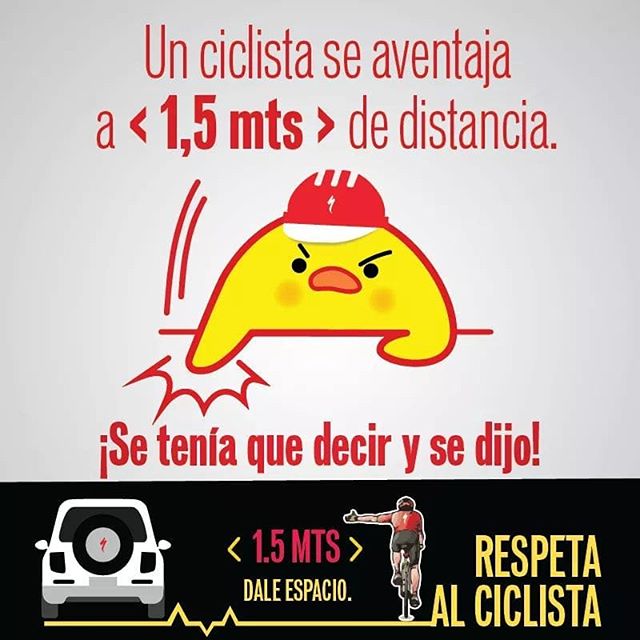 Un ciclista se aventaja
a < 1,5 mts > de distancia.
¡Se tenía que decir y se dijo!
< 1.5 MTS >
DALE ESPACIO.
RESPETA
AL CICLISTA